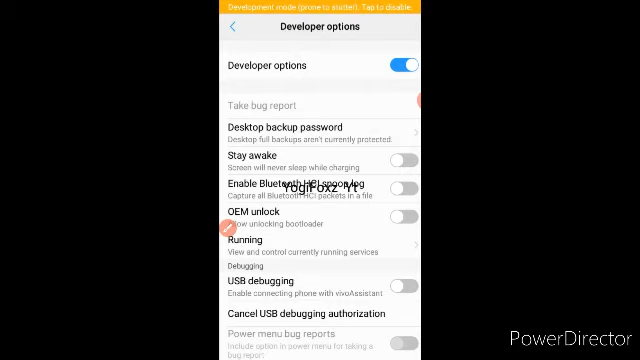 Development mode (prone to stutter). Tap to disable.
Developer options
Developer options
Take bug report
Desktop backup password
Desktop full backups aren't currently protected.
Stay awake
Screen will never sleep while charging
Enable Bluetooth HCI snoop log
YogiFoxz Yt
Capture all Bluetooth HCI packets in a file
OEM unlock
Allow unlocking bootloader
Running
View and control currently running services
Debugging
USB debugging
Enable connecting phone with vivoAssistant
Cancel USB debugging authorization
Power menu bug reports
Include option in power menu for taking a
bug report
PowerDirector